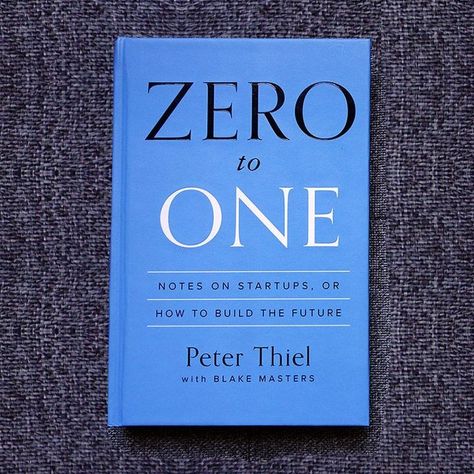 ZERO
to
ONE
NOTES ON STARTUPS, OR
HOW TO BUILD THE FUTURE
Peter Thiel
with BLAKE MASTERS